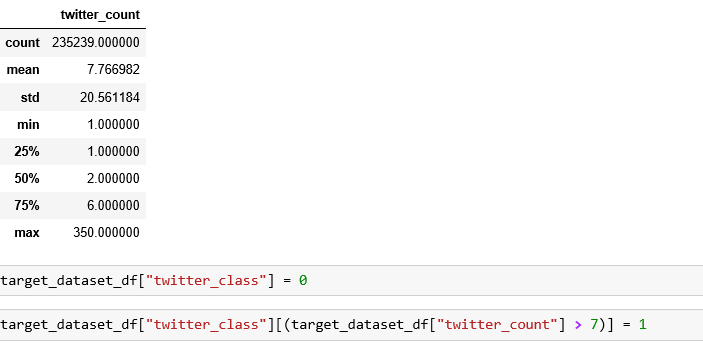 twitter_count
count 235239.000000
mean 7.766982
std 20.561184
min 1.000000
25% 1.000000
50% 2.000000
75% 6.000000
max 350.000000
target_dataset_df["twitter_class"] = 0
target_dataset_df["twitter_class"][(target_dataset_df["twitter_count"] > 7)] = 1